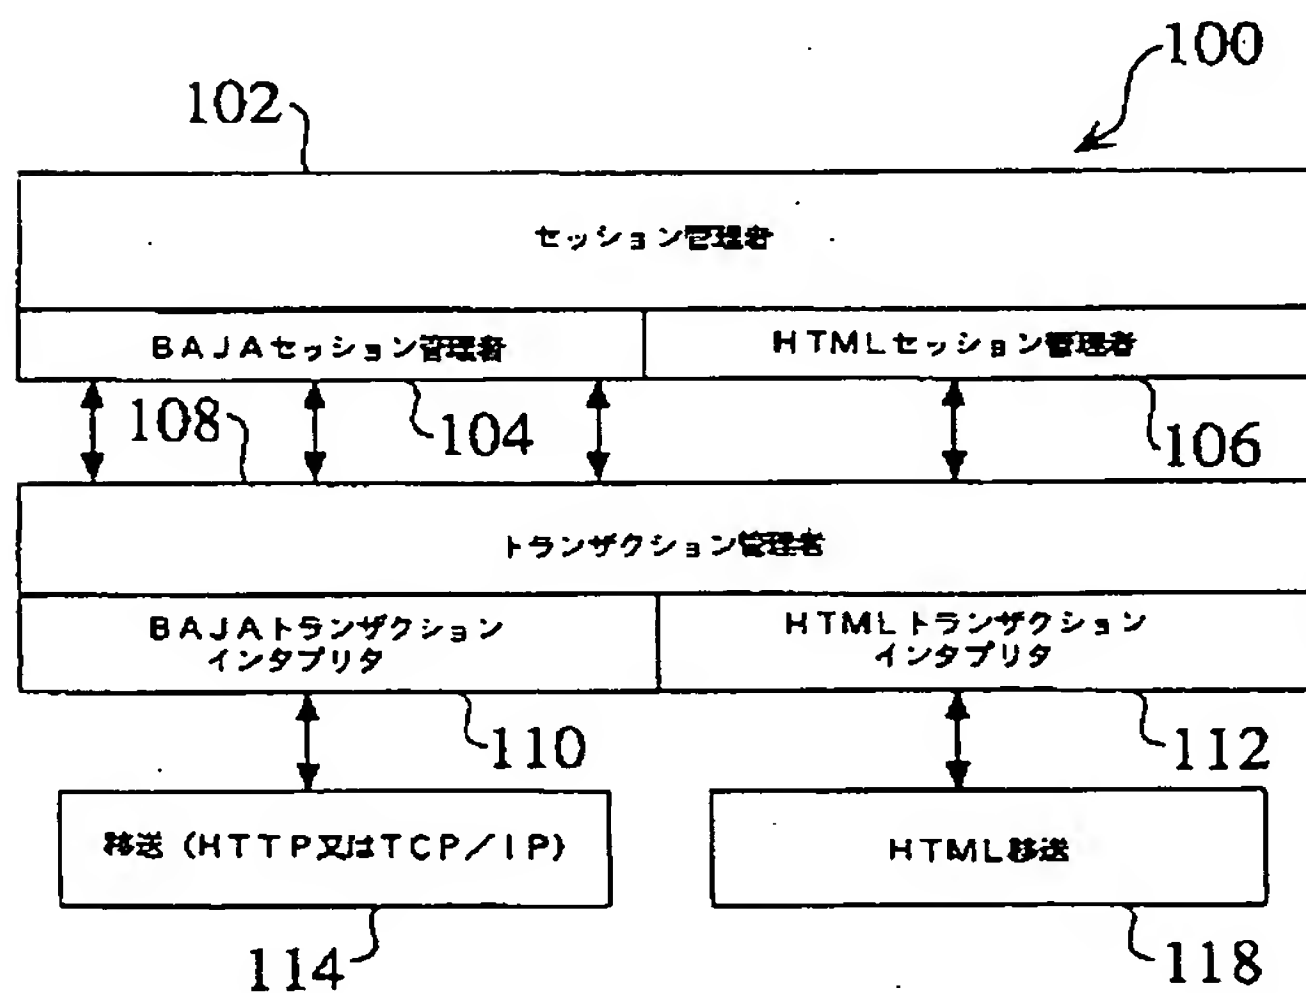 100
102
セッション管理者
BAJAセッション管理者
HTMLセッション管理者
108
104
106
トランザクション管理者
BAJAトランザクション
インタプリタ
HTMLトランザクション
インタプリタ
110
112
移送（HTTP又はTCP／IP）
HTML移送
114
118